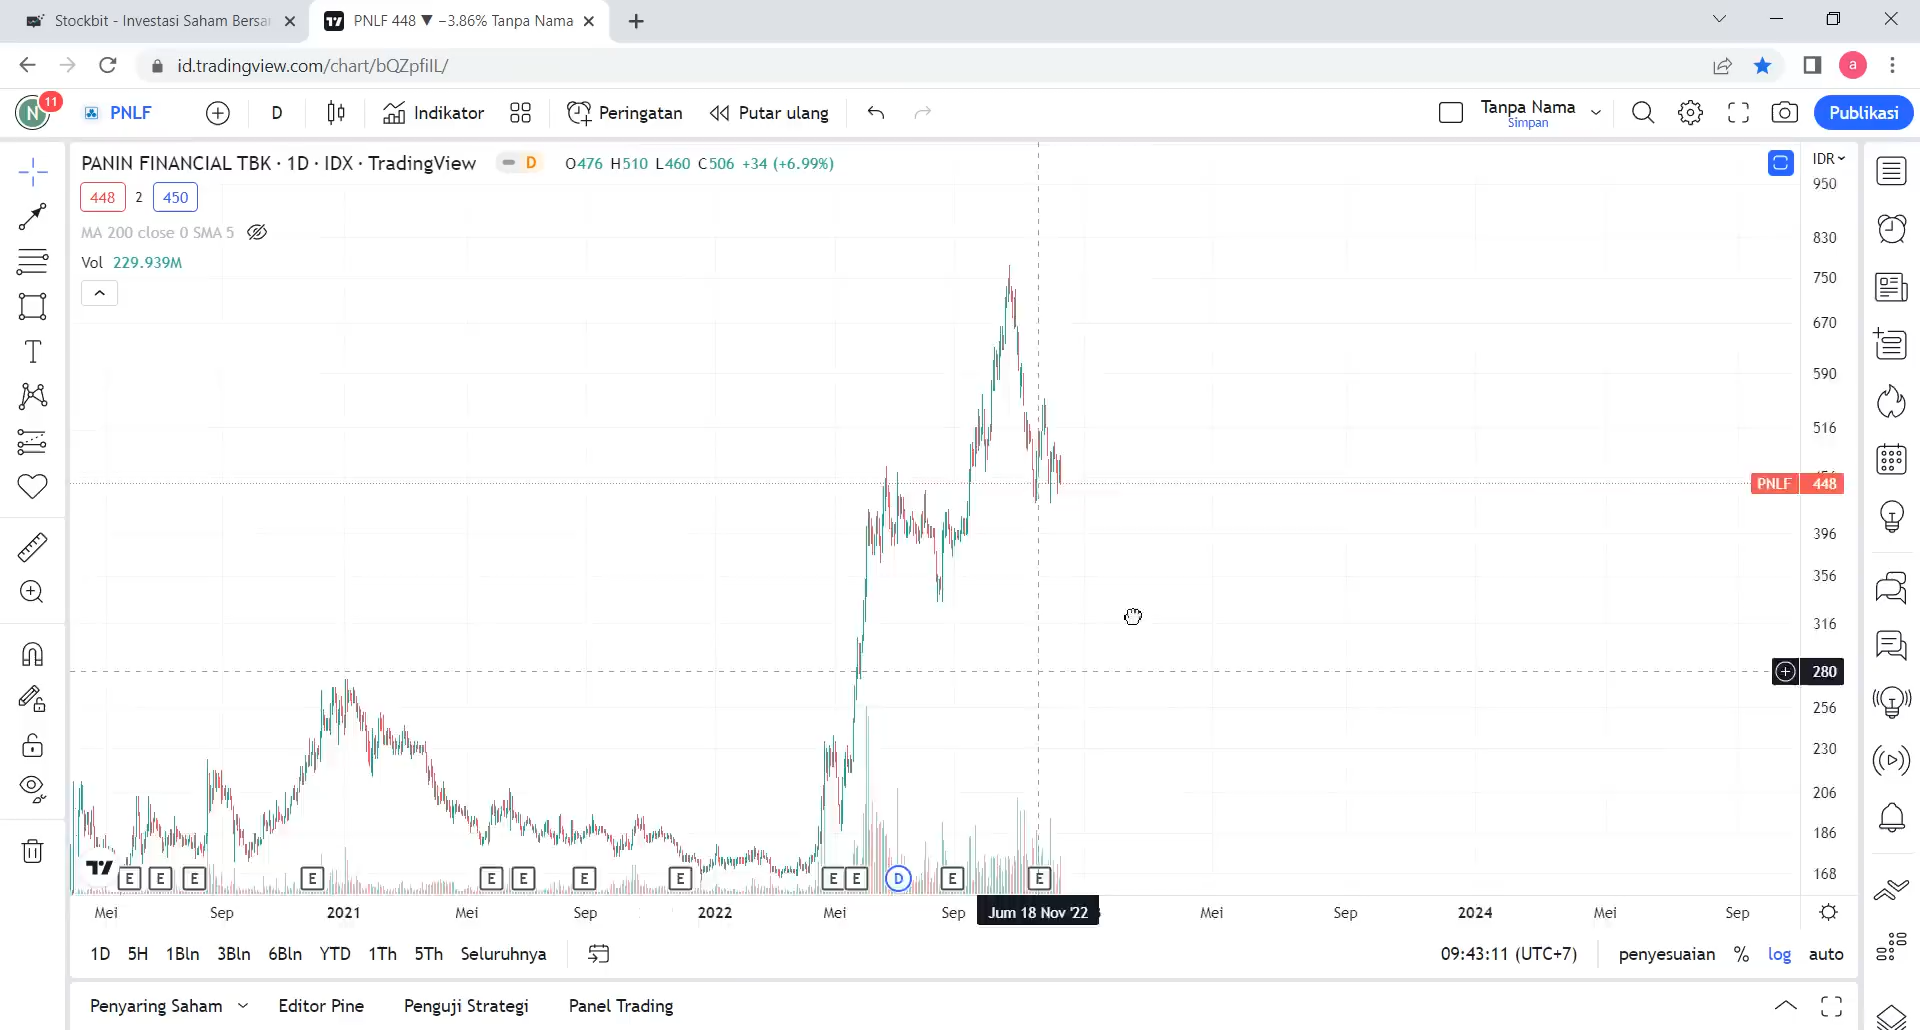 Stockbit - Investasi Saham Bersa
PNLF 448 ▼ −3.86% Tanpa Nama
id.tradingview.com/chart/bQZpfiIL/
a
N
11
PNLF
D
Indikator
Peringatan
Putar ulang
Tanpa Nama
Simpan
Publikasi
PANIN FINANCIAL TBK · 1D · IDX · TradingView
D
O476 H510 L460 C506 +34 (+6.99%)
448
2
450
MA 200 close 0 SMA 5
Vol 229.939M
IDR
950
830
750
670
590
516
PNLF 448
396
356
316
280
256
230
206
186
168
E
E
E
E
E
E
E
E
E
E
D
E
E
Mei
Sep
2021
Mei
Sep
2022
Mei
Sep
Jum 18 Nov '22
Mei
Sep
2024
Mei
Sep
1D
5H
1Bln
3Bln
6Bln
YTD
1Th
5Th
Seluruhnya
09:43:11 (UTC+7)
penyesuaian
%
log
auto
Penyaring Saham
Editor Pine
Penguji Strategi
Panel Trading